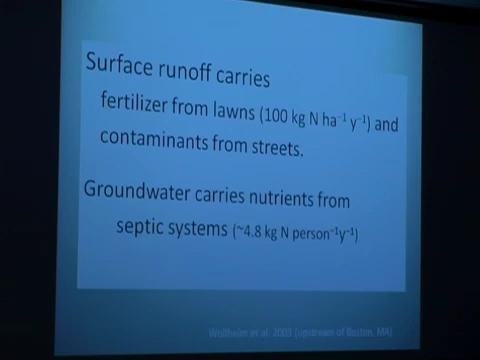 Surface runoff carries
fertilizer from lawns (100 kg N ha⁻¹ y⁻¹) and
contaminants from streets.
Groundwater carries nutrients from
septic systems (~4.8 kg N person⁻¹y⁻¹)
Wollheim et al. 2003 (upstream of Boston, MA)